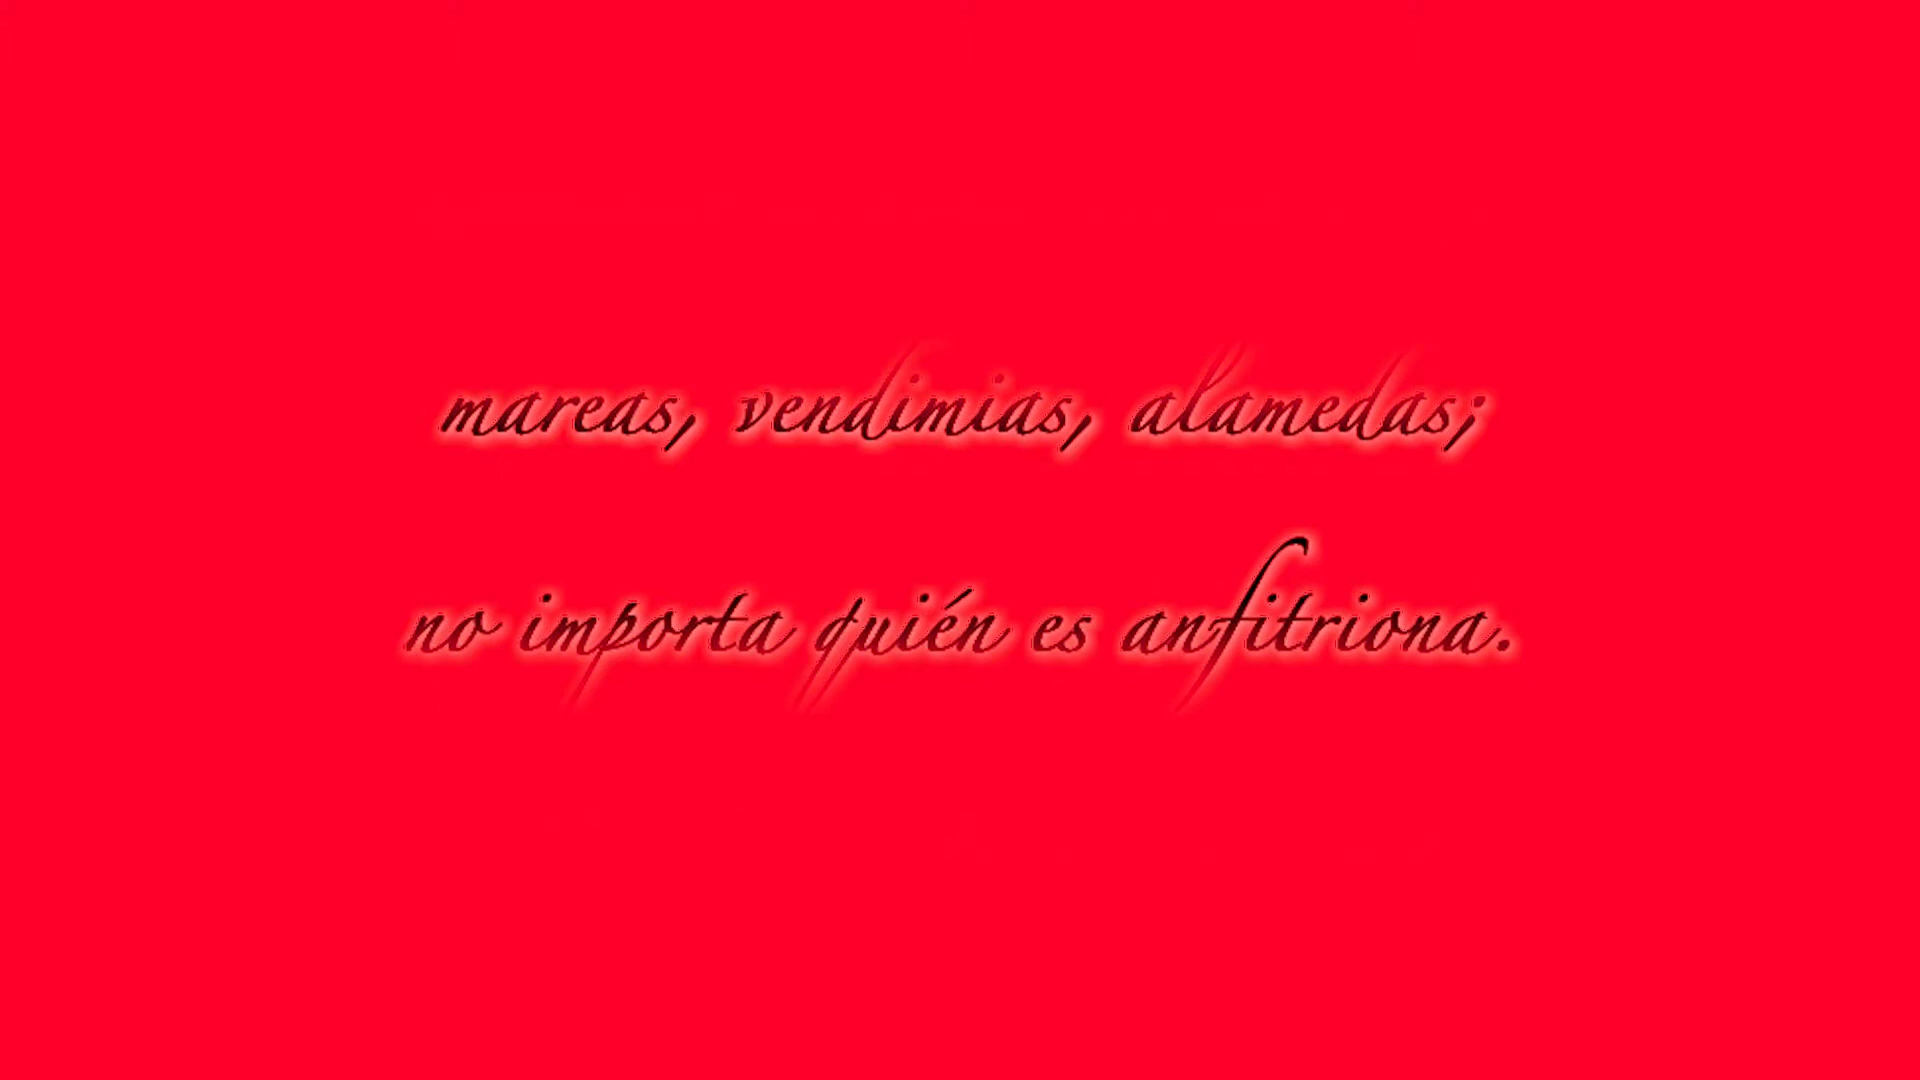 mareas, vendimias, alamedas;
no importa quién es anfitriona.